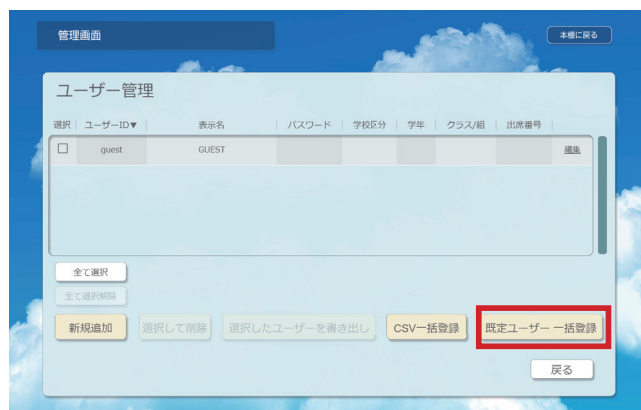 管理画面
本棚に戻る
ユーザー管理
選択 ユーザーID▼ 表示名 パスワード 学校区分 学年 クラス/組 出席番号
guest GUEST 編集
全て選択
全て選択解除
新規追加 選択して削除 選択したユーザーを書き出し CSV一括登録 既定ユーザー 一括登録
戻る